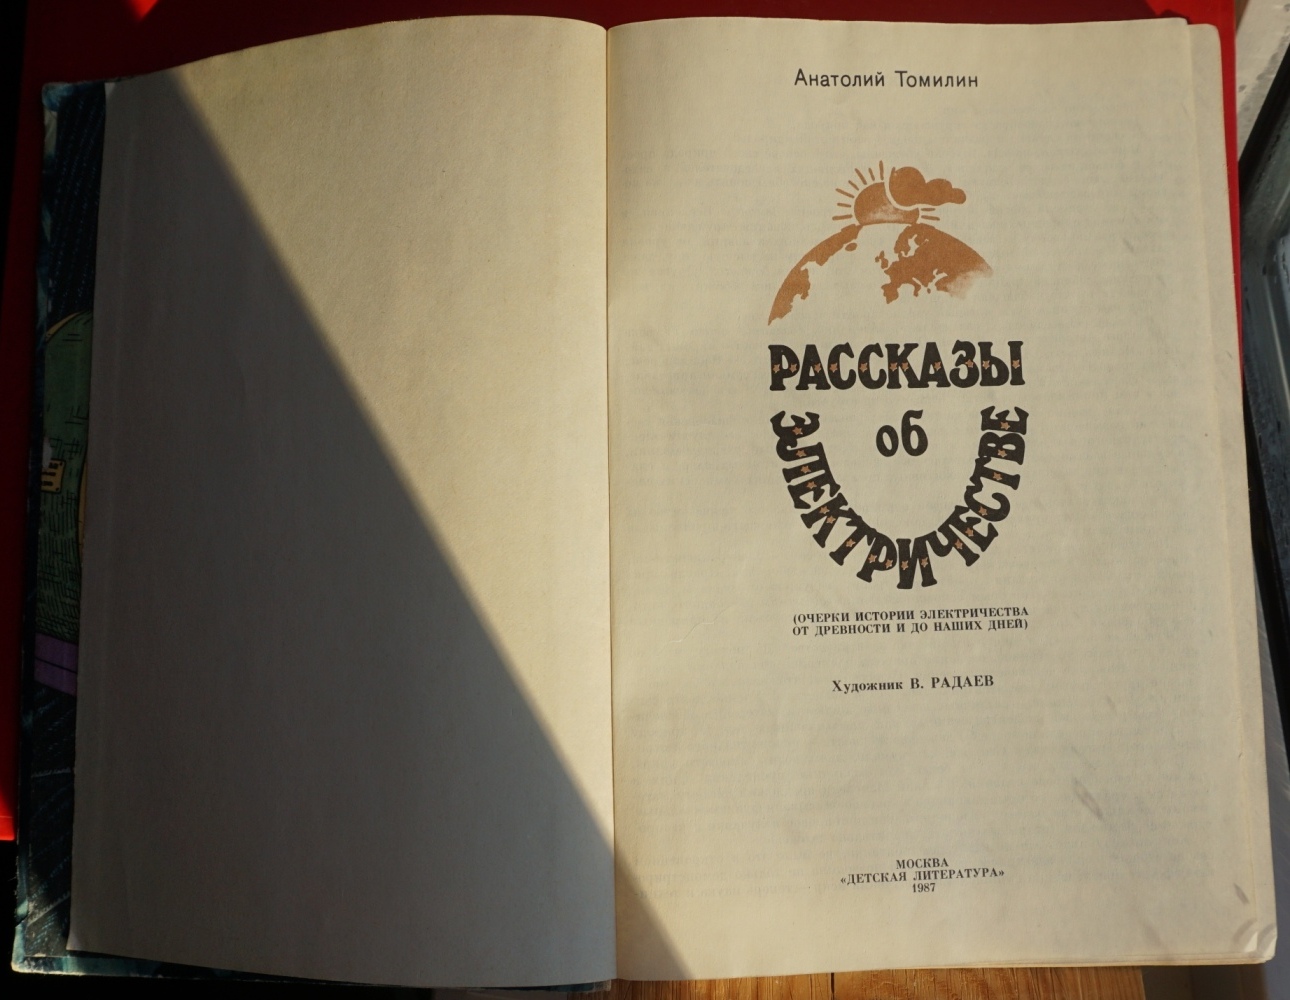 Анатолий Томилин
РАССКАЗЫ
об
ЭЛЕКТРИЧЕСТВЕ
(ОЧЕРКИ ИСТОРИИ ЭЛЕКТРИЧЕСТВА
ОТ ДРЕВНОСТИ И ДО НАШИХ ДНЕЙ)
Художник В. РАДАЕВ
МОСКВА
«ДЕТСКАЯ ЛИТЕРАТУРА»
1987